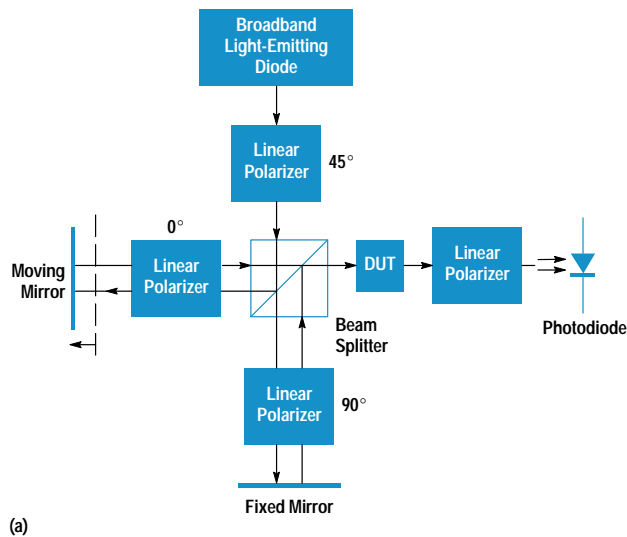 Broadband
Light-Emitting
Diode
Linear
Polarizer
45°
0°
Moving
Mirror
Linear
Polarizer
DUT
Linear
Polarizer
Photodiode
Beam
Splitter
Linear
Polarizer
90°
Fixed Mirror
(a)